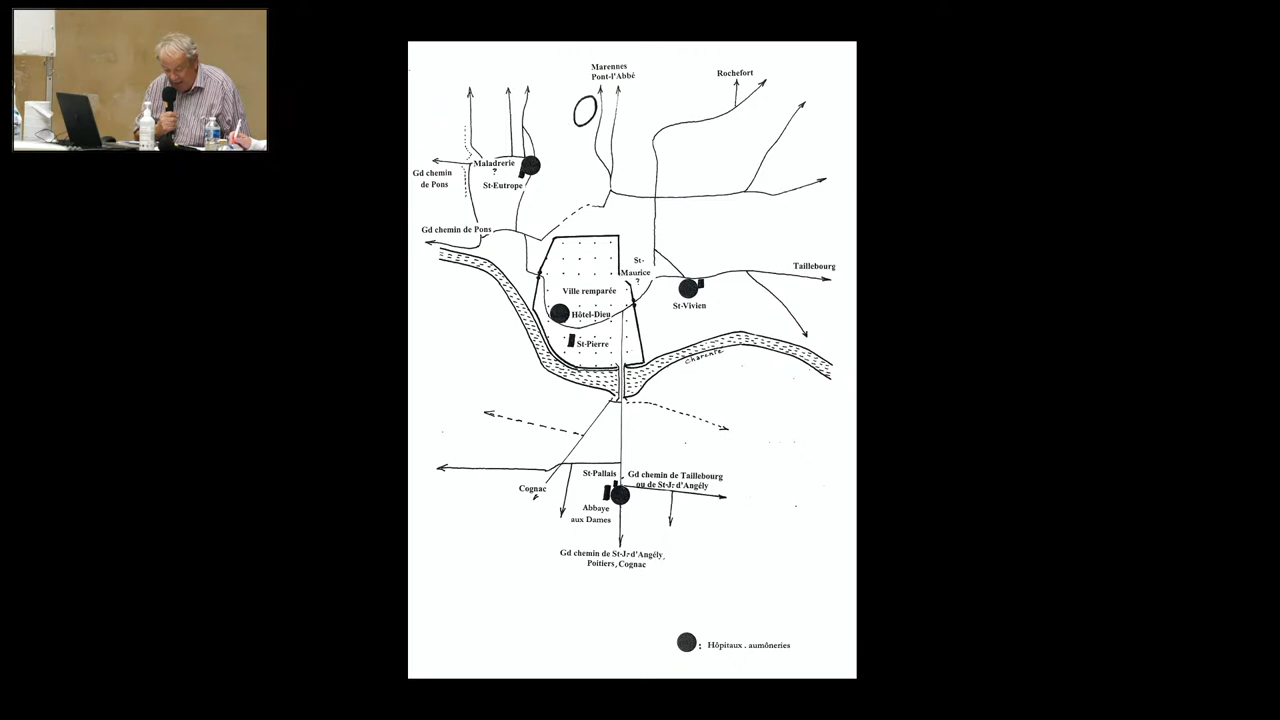 Marennes
Pont-l'Abbé
Rochefort
Maladrerie
?
St-Eutrope
Gd chemin
de Pons
Gd chemin de Pons
St-
Maurice
?
Taillebourg
Ville remparée
St-Vivien
Hôtel-Dieu
St-Pierre
Charente
St-Pallais
Gd chemin de Taillebourg
ou de St-J. d'Angély
Cognac
Abbaye
aux Dames
Gd chemin de St-J. d'Angély,
Poitiers, Cognac
: Hôpitaux . aumôneries